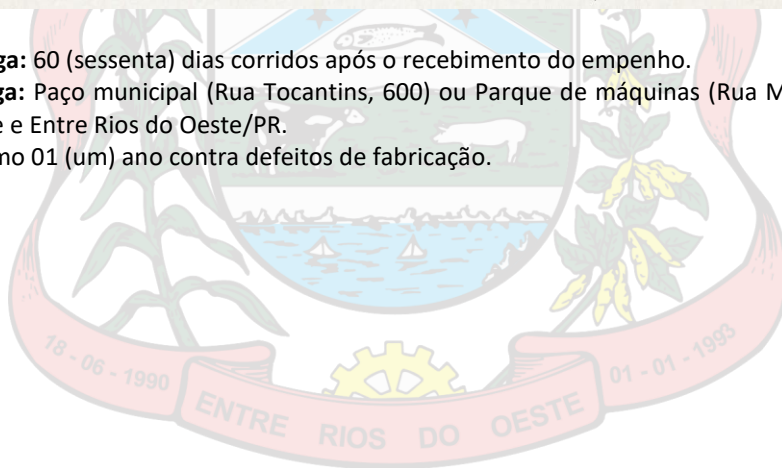 ga: 60 (sessenta) dias corridos após o recebimento do empenho.
ga: Paço municipal (Rua Tocantins, 600) ou Parque de máquinas (Rua M
e e Entre Rios do Oeste/PR.
mo 01 (um) ano contra defeitos de fabricação.
18 - 06 - 1990
ENTRE RIOS DO OESTE
01 - 01 - 1993